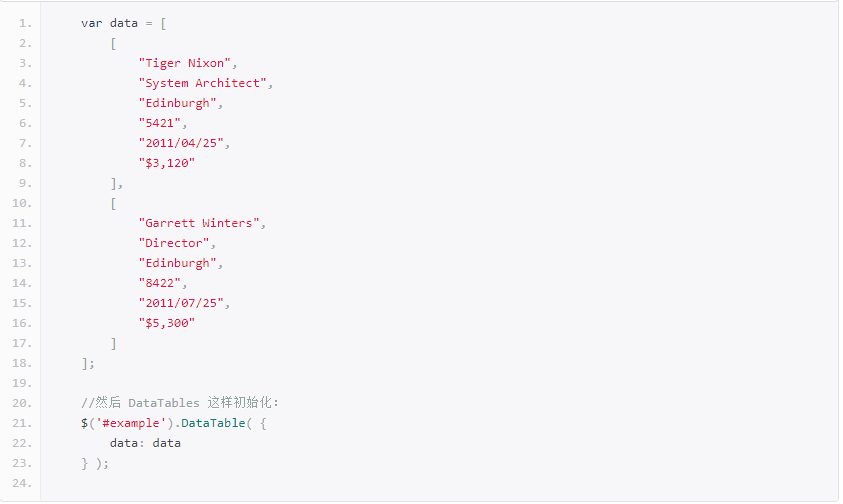 1. var data = [
2. [
3. "Tiger Nixon",
4. "System Architect",
5. "Edinburgh",
6. "5421",
7. "2011/04/25",
8. "$3,120"
9. ],
10. [
11. "Garrett Winters",
12. "Director",
13. "Edinburgh",
14. "8422",
15. "2011/07/25",
16. "$5,300"
17. ]
18. ];
19.
20. //然后 DataTables 这样初始化:
21. $('#example').DataTable( {
22. data: data
23. } );
24.